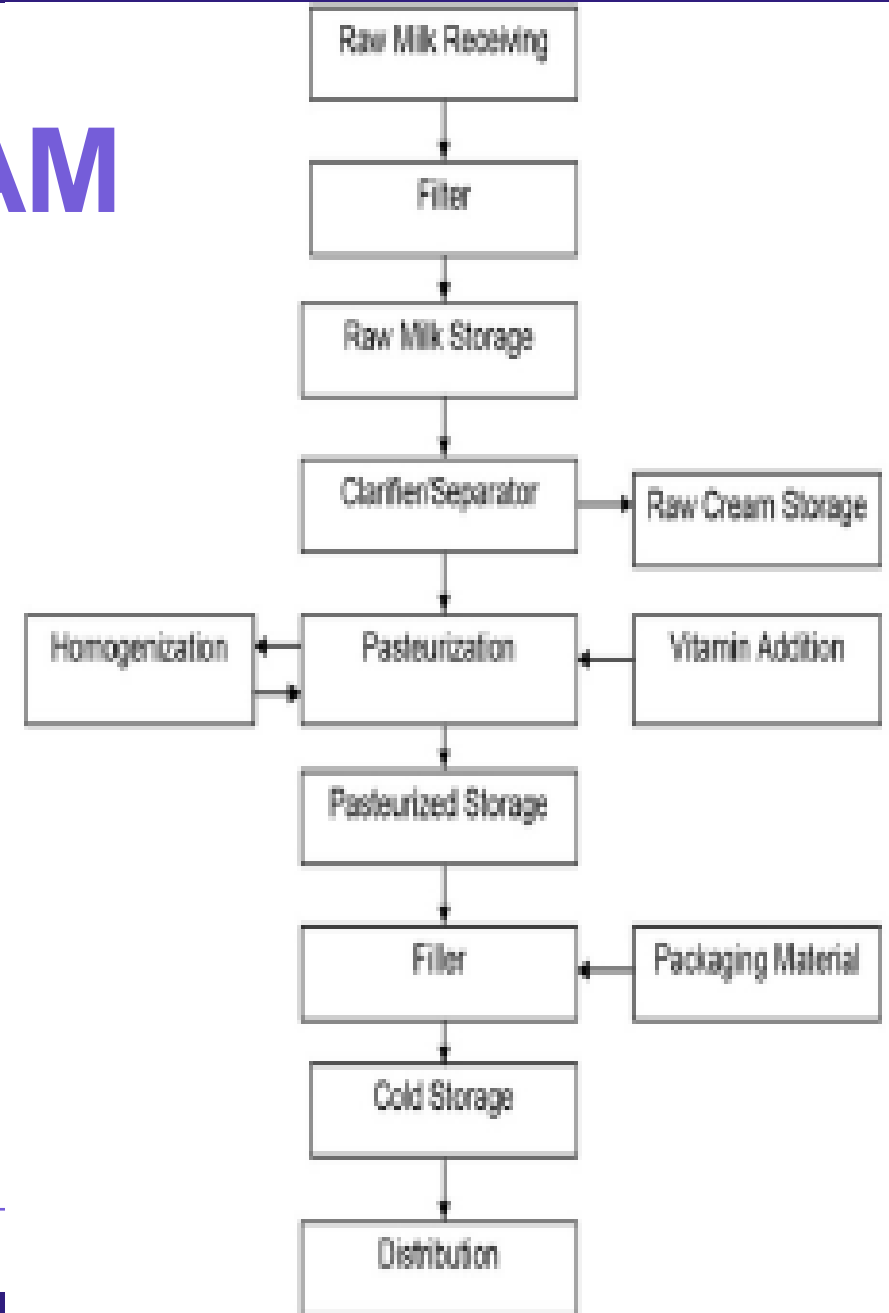 Raw Milk Receiving
AM
Filter
Raw Milk Storage
Clarifier/Separator
Raw Cream Storage
Homogenization
Pasteurization
Vitamin Addition
Pasteurized Storage
Filler
Packaging Material
Cold Storage
Distribution